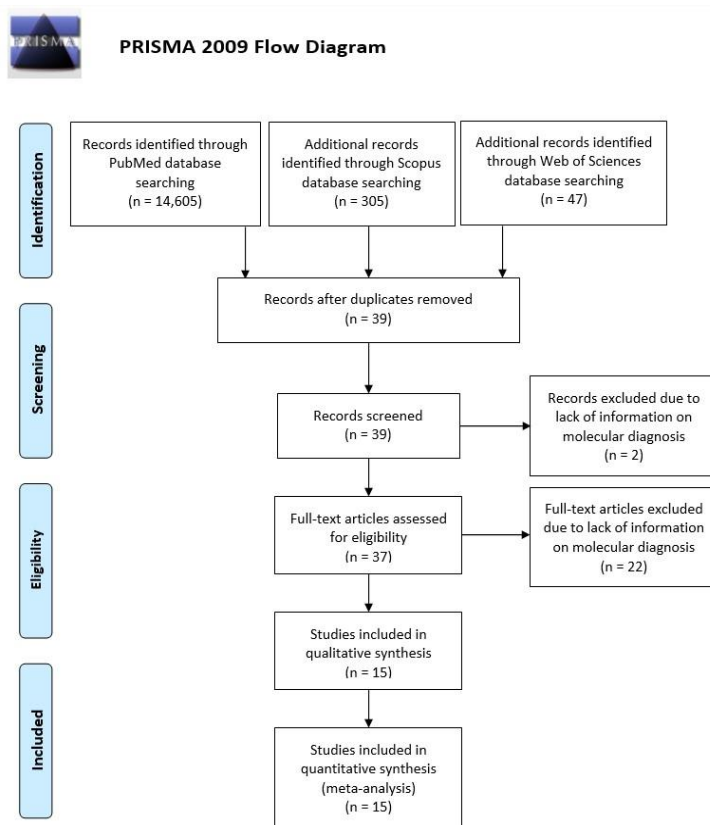 PRISMA
PRISMA 2009 Flow Diagram
Identification
Records identified through
PubMed database
searching
(n = 14,605)
Additional records
identified through Scopus
database searching
(n = 305)
Additional records identified
through Web of Sciences
database searching
(n = 47)
Records after duplicates removed
(n = 39)
Screening
Records screened
(n = 39)
Records excluded due to
lack of information on
molecular diagnosis
(n = 2)
Eligibility
Full-text articles assessed
for eligibility
(n = 37)
Full-text articles excluded
due to lack of information
on molecular diagnosis
(n = 22)
Studies included in
qualitative synthesis
(n = 15)
Included
Studies included in
quantitative synthesis
(meta-analysis)
(n = 15)